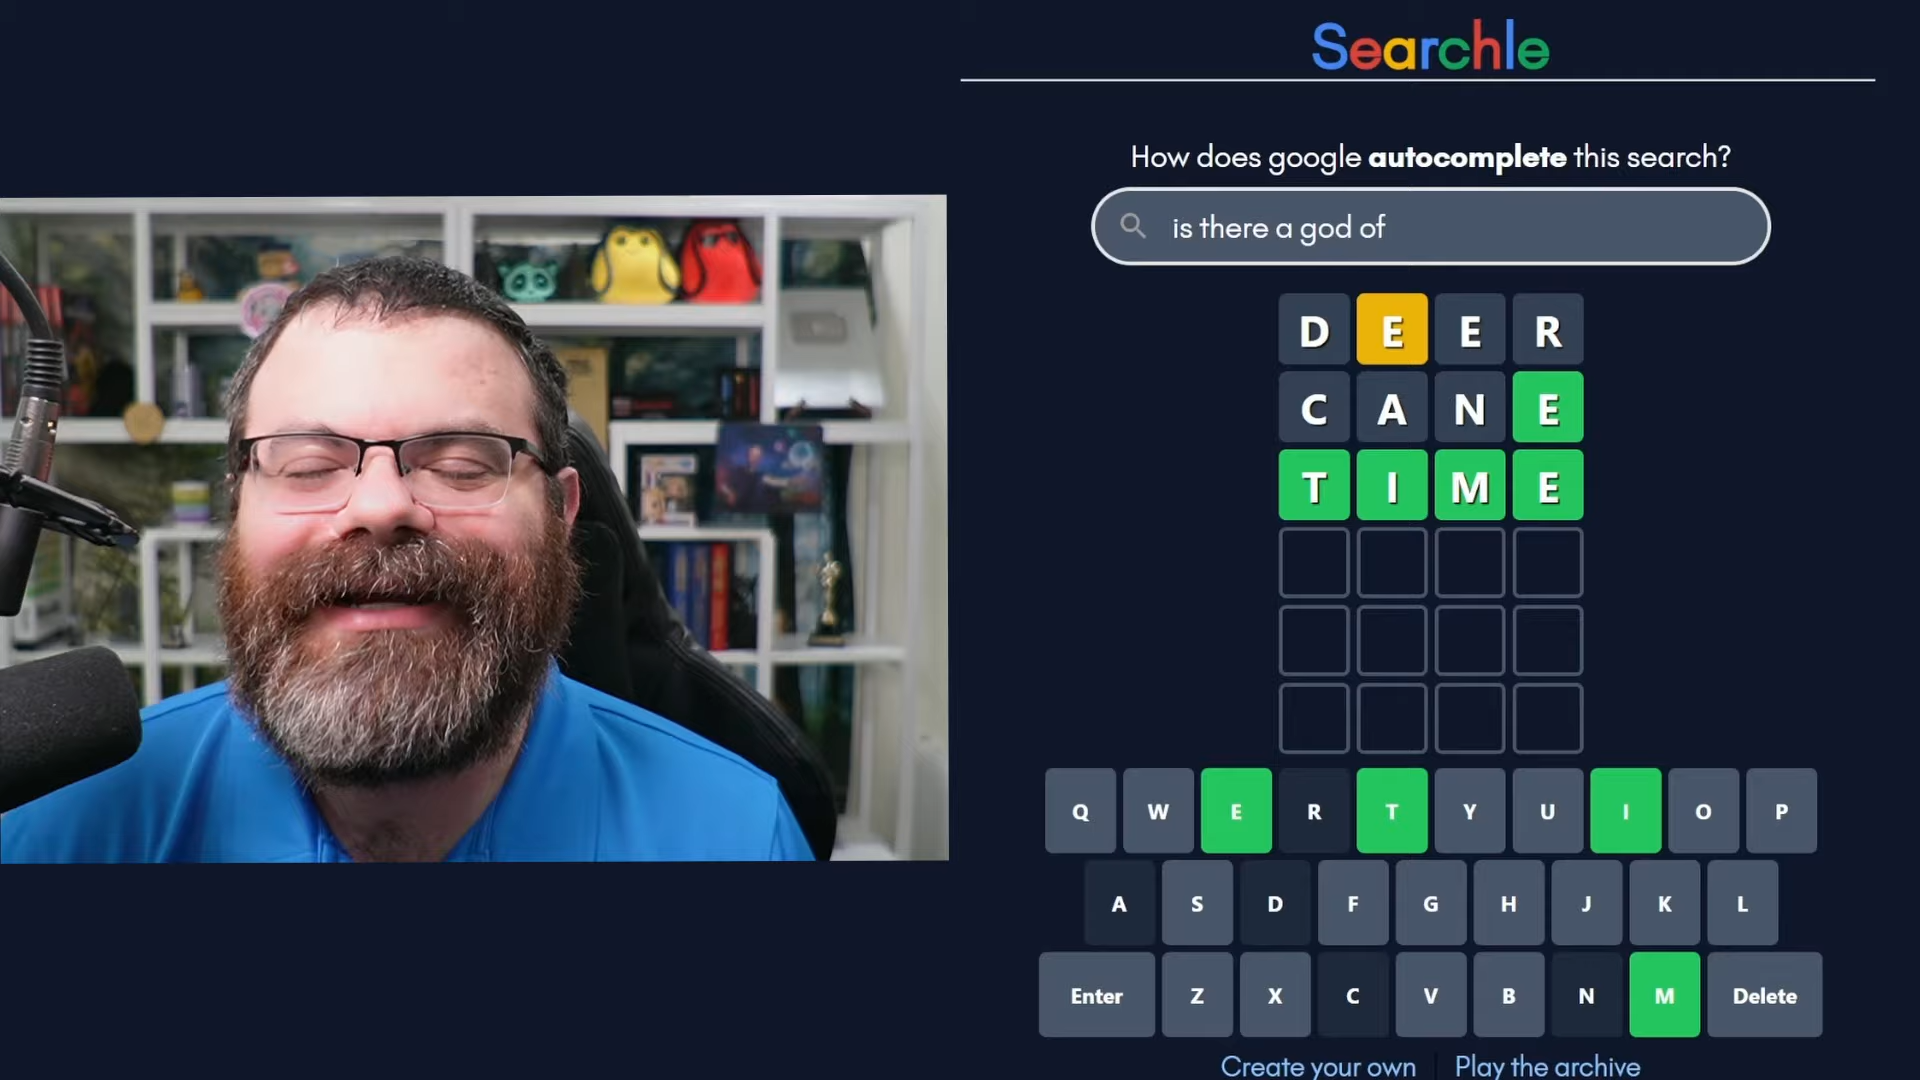 Searchle
How does google autocomplete this search?
is there a god of
D E E R
C A N E
T I M E
Q W E R T Y U I O P
A S D F G H J K L
Enter Z X C V B N M Delete
Create your own Play the archive